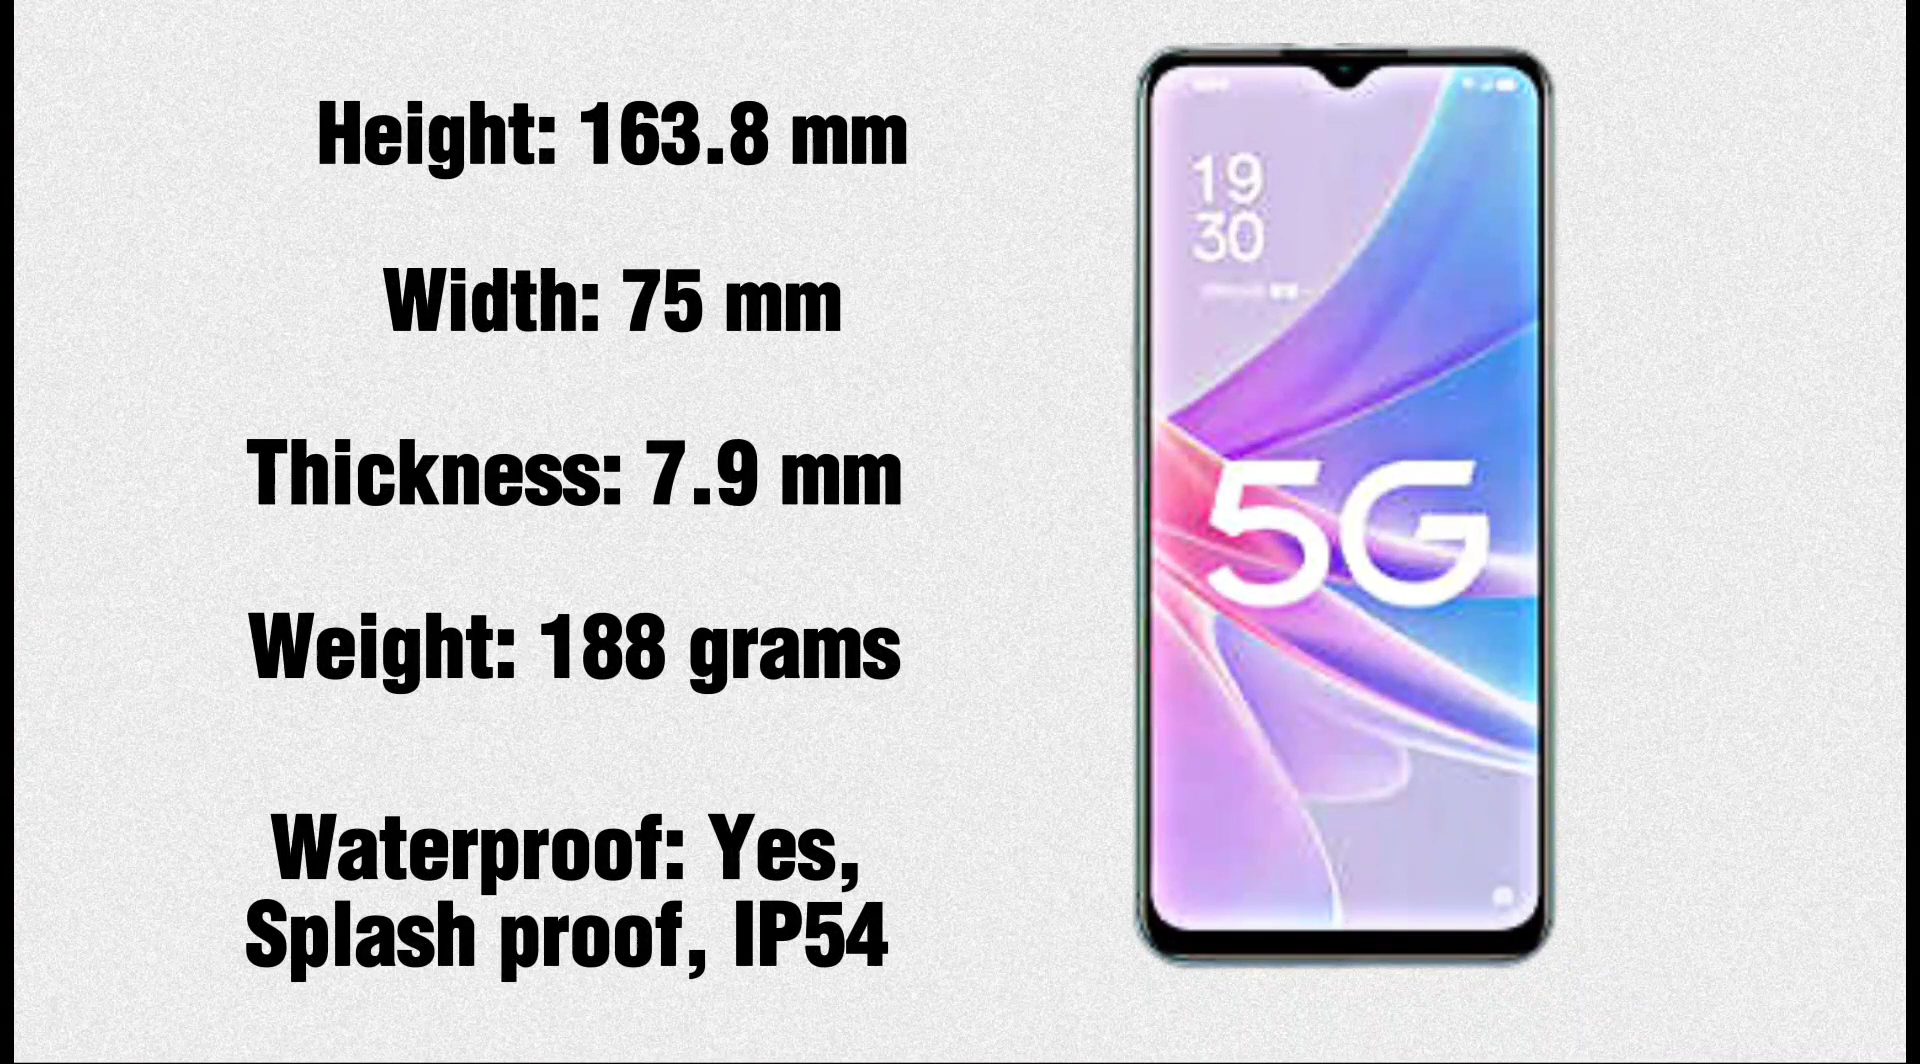 Height: 163.8 mm
Width: 75 mm
Thickness: 7.9 mm
Weight: 188 grams
Waterproof: Yes,
Splash proof, IP54
19
30
5G